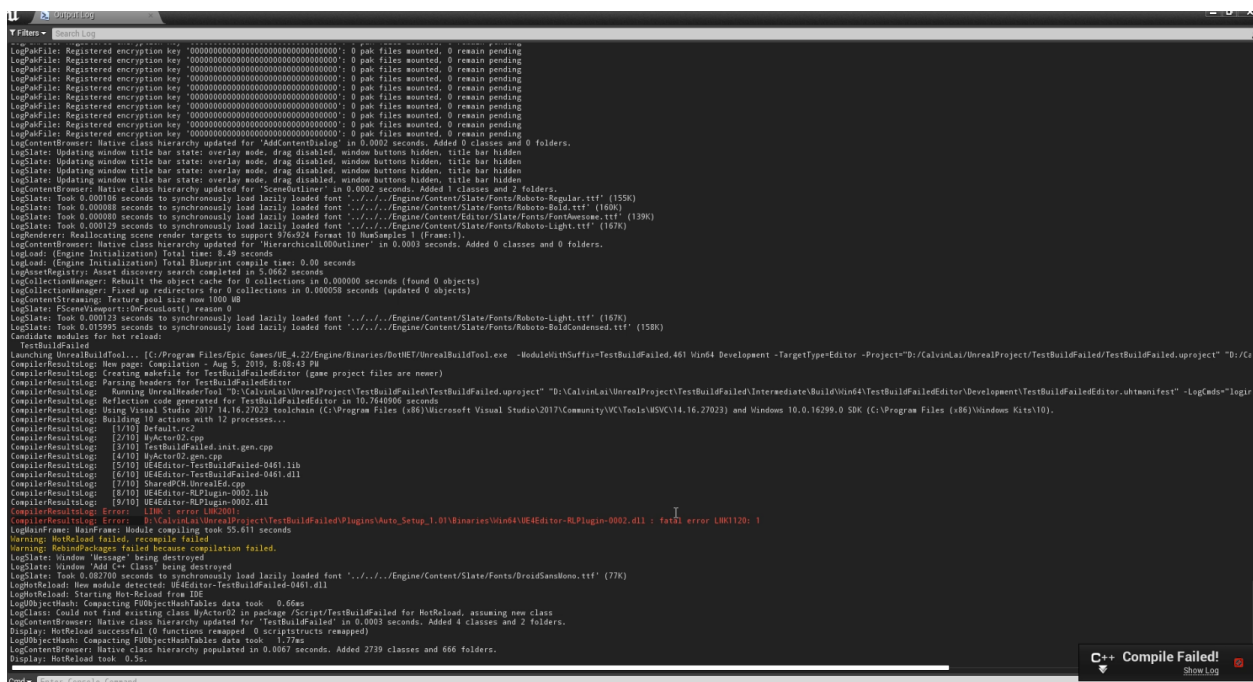 Output Log
Filters
Search Log
LogPakFile: Registered encryption key '00000000000000000000000000000000': 0 pak files mounted, 0 remain pending
LogPakFile: Registered encryption key '00000000000000000000000000000000': 0 pak files mounted, 0 remain pending
LogPakFile: Registered encryption key '00000000000000000000000000000000': 0 pak files mounted, 0 remain pending
LogPakFile: Registered encryption key '00000000000000000000000000000000': 0 pak files mounted, 0 remain pending
LogPakFile: Registered encryption key '00000000000000000000000000000000': 0 pak files mounted, 0 remain pending
LogPakFile: Registered encryption key '00000000000000000000000000000000': 0 pak files mounted, 0 remain pending
LogPakFile: Registered encryption key '00000000000000000000000000000000': 0 pak files mounted, 0 remain pending
LogPakFile: Registered encryption key '00000000000000000000000000000000': 0 pak files mounted, 0 remain pending
LogPakFile: Registered encryption key '00000000000000000000000000000000': 0 pak files mounted, 0 remain pending
LogPakFile: Registered encryption key '00000000000000000000000000000000': 0 pak files mounted, 0 remain pending
LogContentBrowser: Native class hierarchy updated for 'AddContentDialog' in 0.0002 seconds. Added 0 classes and 0 folders.
LogSlate: Updating window title bar state: overlay mode, drag disabled, window buttons hidden, title bar hidden
LogSlate: Updating window title bar state: overlay mode, drag disabled, window buttons hidden, title bar hidden
LogSlate: Updating window title bar state: overlay mode, drag disabled, window buttons hidden, title bar hidden
LogSlate: Updating window title bar state: overlay mode, drag disabled, window buttons hidden, title bar hidden
LogContentBrowser: Native class hierarchy updated for 'SceneOutliner' in 0.0002 seconds. Added 1 classes and 2 folders.
LogSlate: Took 0.000106 seconds to synchronously load lazily loaded font '../../../Engine/Content/Slate/Fonts/Roboto-Regular.ttf' (155K)
LogSlate: Took 0.000088 seconds to synchronously load lazily loaded font '../../../Engine/Content/Slate/Fonts/Roboto-Bold.ttf' (160K)
LogSlate: Took 0.000080 seconds to synchronously load lazily loaded font '../../../Engine/Content/Editor/Slate/Fonts/FontAwesome.ttf' (139K)
LogSlate: Took 0.000129 seconds to synchronously load lazily loaded font '../../../Engine/Content/Slate/Fonts/Roboto-Light.ttf' (167K)
LogRenderer: Reallocating scene render targets to support 976x924 Format 10 NumSamples 1 (Frame:1).
LogContentBrowser: Native class hierarchy updated for 'HierarchicalLODOutliner' in 0.0003 seconds. Added 0 classes and 0 folders.
LogLoad: (Engine Initialization) Total time: 8.49 seconds
LogLoad: (Engine Initialization) Total Blueprint compile time: 0.00 seconds
LogAssetRegistry: Asset discovery search completed in 5.0662 seconds
LogCollectionManager: Rebuilt the object cache for 0 collections in 0.000000 seconds (found 0 objects)
LogCollectionManager: Fixed up redirectors for 0 collections in 0.000058 seconds (updated 0 objects)
LogContentStreaming: Texture pool size now 1000 MB
LogSlate: FSceneViewport::OnFocusLost() reason 0
LogSlate: Took 0.000123 seconds to synchronously load lazily loaded font '../../../Engine/Content/Slate/Fonts/Roboto-Light.ttf' (167K)
LogSlate: Took 0.015995 seconds to synchronously load lazily loaded font '../../../Engine/Content/Slate/Fonts/Roboto-BoldCondensed.ttf' (158K)
Candidate modules for hot reload:
TestBuildFailed
Launching UnrealBuildTool... [C:/Program Files/Epic Games/UE_4.22/Engine/Binaries/DotNET/UnrealBuildTool.exe -ModuleWithSuffix=TestBuildFailed,461 Win64 Development -TargetType=Editor -Project="D:/CalvinLai/UnrealProject/TestBuildFailed/TestBuildFailed.uproject" "D:/Ca
CompilerResultsLog: New page: Compilation - Aug 5, 2019, 8:08:43 PM
CompilerResultsLog: Creating makefile for TestBuildFailedEditor (game project files are newer)
CompilerResultsLog: Parsing headers for TestBuildFailedEditor
CompilerResultsLog: Running UnrealHeaderTool "D:\CalvinLai\UnrealProject\TestBuildFailed\TestBuildFailed.uproject" "D:\CalvinLai\UnrealProject\TestBuildFailed\Intermediate\Build\Win64\TestBuildFailedEditor\Development\TestBuildFailedEditor.uhtmanifest" -LogCmds="login
CompilerResultsLog: Reflection code generated for TestBuildFailedEditor in 10.7640906 seconds
CompilerResultsLog: Using Visual Studio 2017 14.16.27023 toolchain (C:\Program Files (x86)\Microsoft Visual Studio\2017\Community\VC\Tools\MSVC\14.16.27023) and Windows 10.0.16299.0 SDK (C:\Program Files (x86)\Windows Kits\10).
CompilerResultsLog: Building 10 actions with 12 processes...
CompilerResultsLog: [1/10] Default.rc2
CompilerResultsLog: [2/10] MyActor02.cpp
CompilerResultsLog: [3/10] TestBuildFailed.init.gen.cpp
CompilerResultsLog: [4/10] MyActor02.gen.cpp
CompilerResultsLog: [5/10] UE4Editor-TestBuildFailed-0461.lib
CompilerResultsLog: [6/10] UE4Editor-TestBuildFailed-0461.dll
CompilerResultsLog: [7/10] SharedPCH.UnrealEd.cpp
CompilerResultsLog: [8/10] UE4Editor-RLPlugin-0002.lib
CompilerResultsLog: [9/10] UE4Editor-RLPlugin-0002.dll
CompilerResultsLog: Error: LINK : error LNK2001:
CompilerResultsLog: Error: D:\CalvinLai\UnrealProject\TestBuildFailed\Plugins\Auto_Setup_1.01\Binaries\Win64\UE4Editor-RLPlugin-0002.dll : fatal error LNK1120: 1
LogMainFrame: MainFrame: Module compiling took 55.611 seconds
Warning: HotReload failed, recompile failed
Warning: RebindPackages failed because compilation failed.
LogSlate: Window 'Message' being destroyed
LogSlate: Window 'Add C++ Class' being destroyed
LogSlate: Took 0.082700 seconds to synchronously load lazily loaded font '../../../Engine/Content/Slate/Fonts/DroidSansMono.ttf' (77K)
LogHotReload: New module detected: UE4Editor-TestBuildFailed-0461.dll
LogHotReload: Starting Hot-Reload from IDE
LogUObjectHash: Compacting FUObjectHashTables data took 0.66ms
LogClass: Could not find existing class MyActor02 in package /Script/TestBuildFailed for HotReload, assuming new class
LogContentBrowser: Native class hierarchy updated for 'TestBuildFailed' in 0.0003 seconds. Added 4 classes and 2 folders.
Display: HotReload successful (0 functions remapped 0 scriptstructs remapped)
LogUObjectHash: Compacting FUObjectHashTables data took 1.77ms
LogContentBrowser: Native class hierarchy populated in 0.0067 seconds. Added 2739 classes and 666 folders.
Display: HotReload took 0.5s.
C++ Compile Failed!
Show Log
Cmd
Enter Console Command